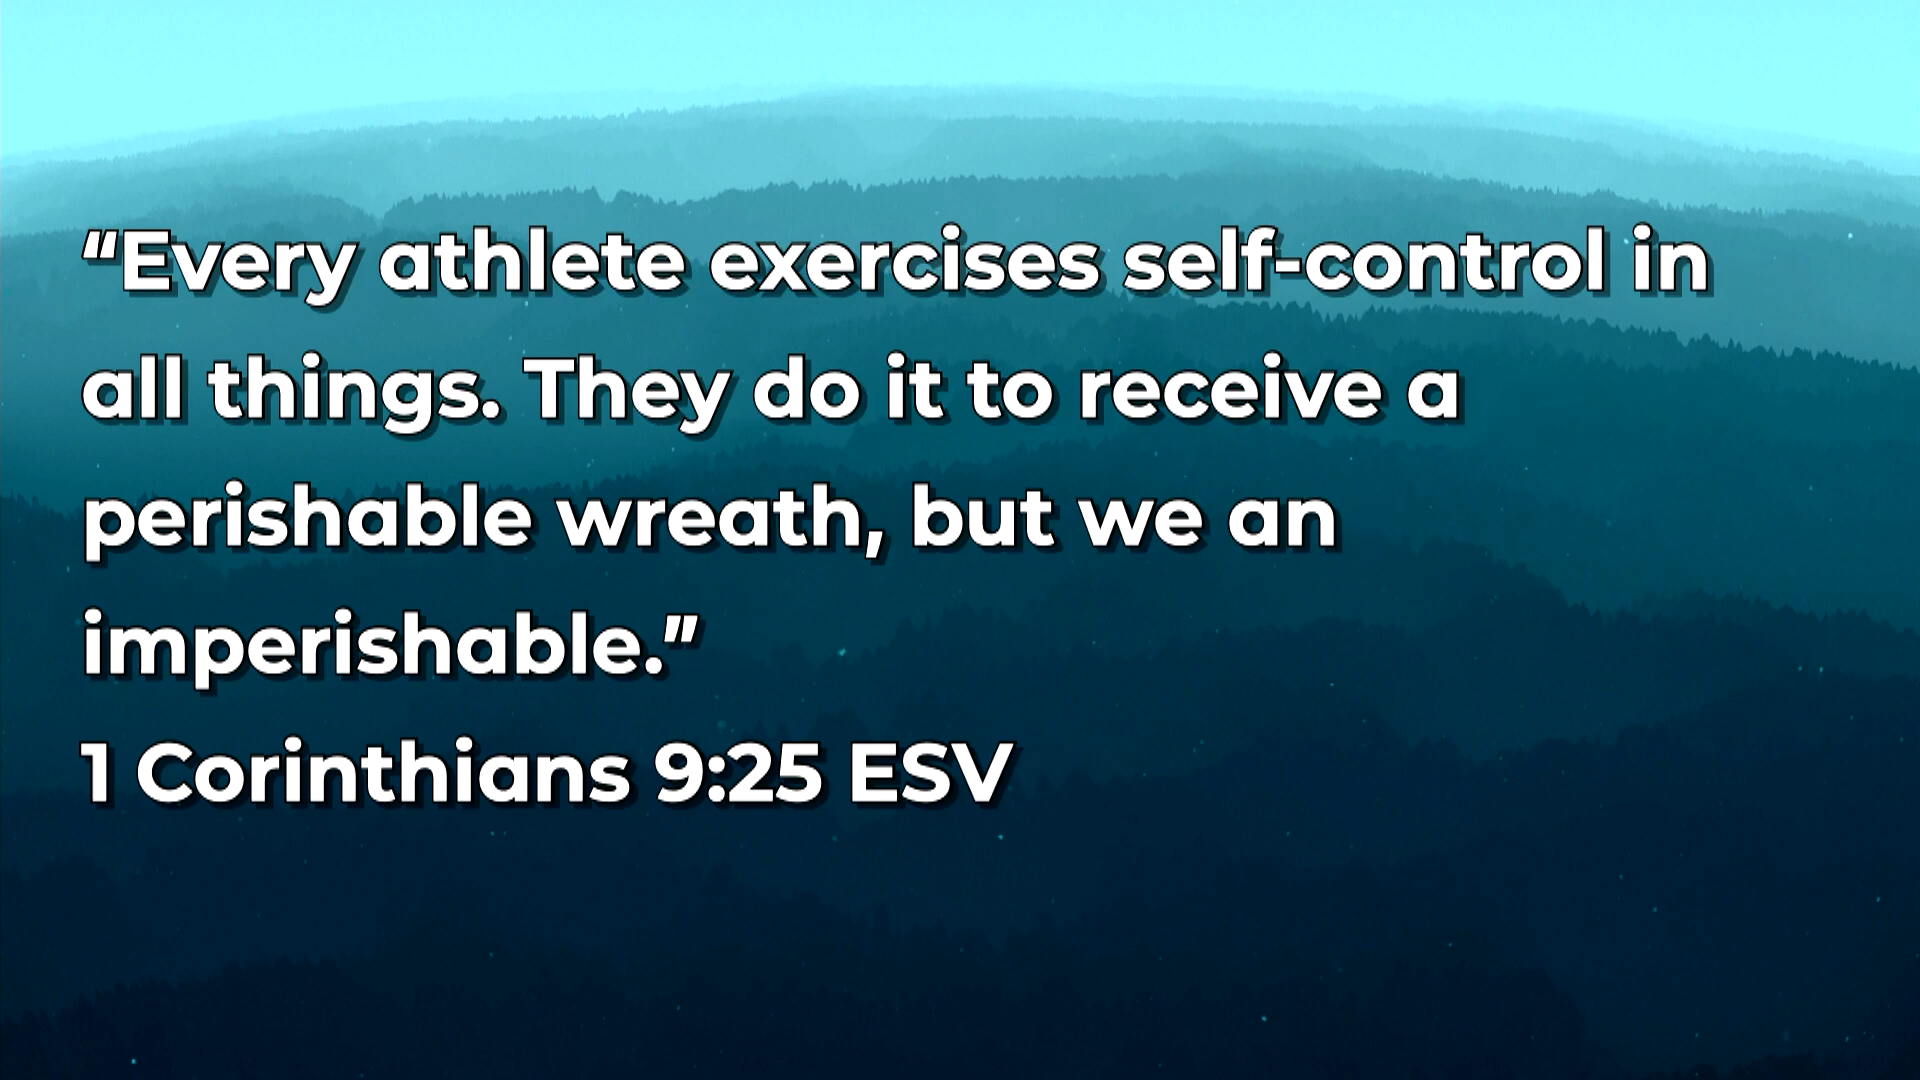 “Every athlete exercises self-control in
all things. They do it to receive a
perishable wreath, but we an
imperishable.”
1 Corinthians 9:25 ESV